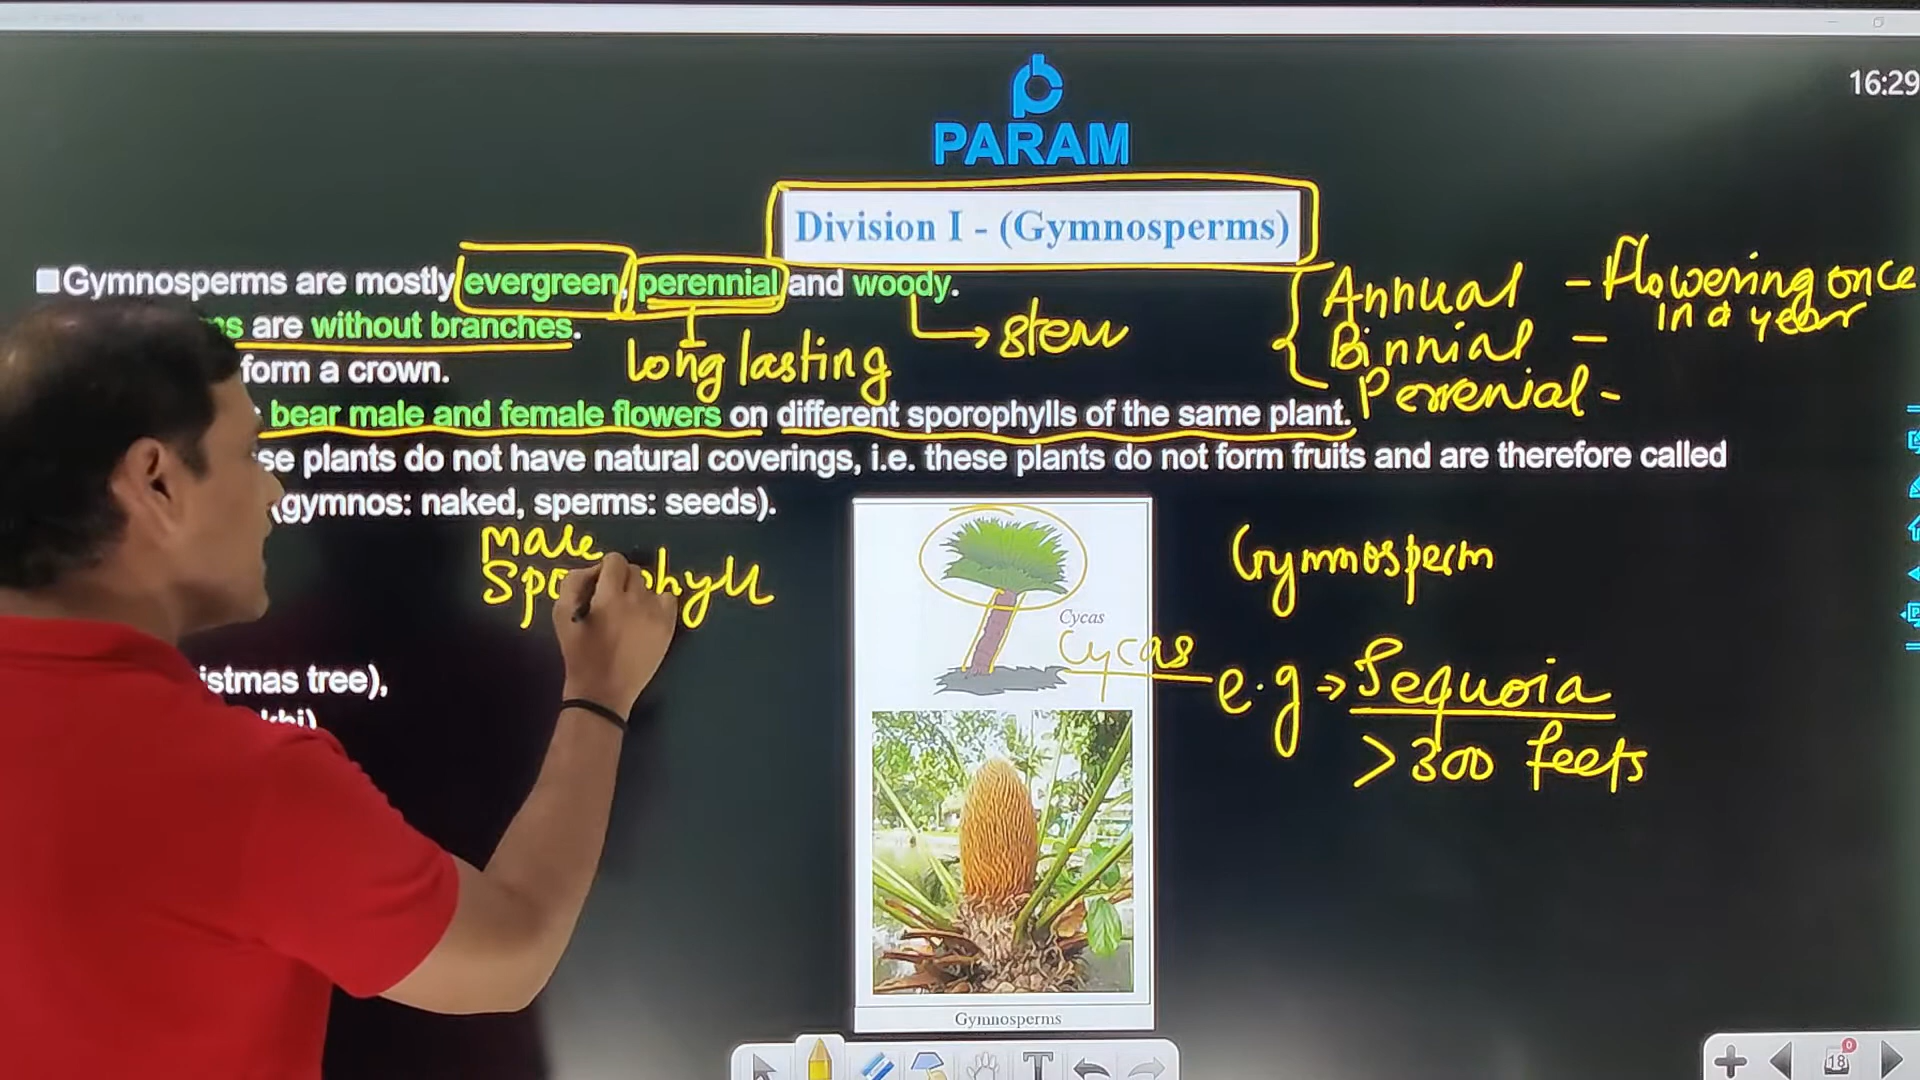 16:29
PARAM
Division I - (Gymnosperms)
Gymnosperms are mostly evergreen, perennial and woody.
are without branches.
form a crown.
bear male and female flowers on different sporophylls of the same plant.
plants do not have natural coverings, i.e. these plants do not form fruits and are therefore called
(gymnos: naked, sperms: seeds).
long lasting
stem
Annual - flowering once in a year
Binnial -
Perrenial -
male
Cycas
Cycas
Gymnosperm
e.g → Sequoia
>300 feets
tree),
Gymnosperms
T
18
0